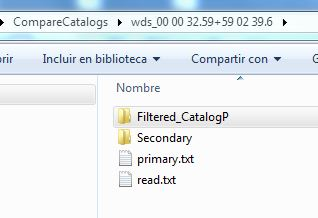 CompareCatalogs ▸ wds_00 00 32.59+59 02 39.6 ▸
Incluir en biblioteca Compartir con
Nombre
Filtered_CatalogP
Secondary
primary.txt
read.txt